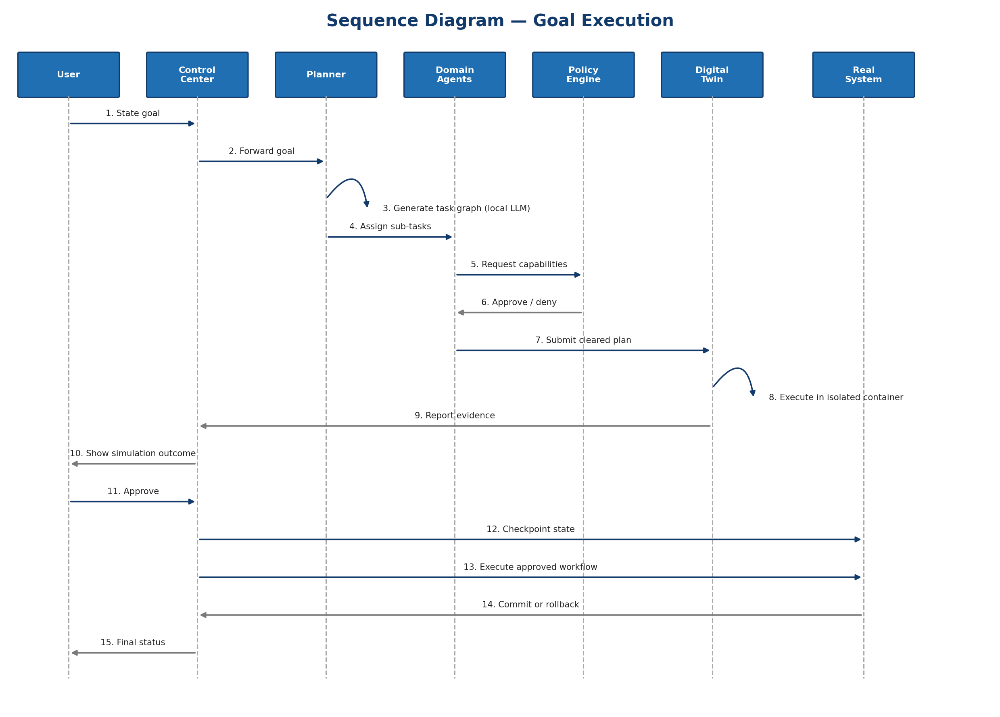 Sequence Diagram — Goal Execution
User
Control
Center
Planner
Domain
Agents
Policy
Engine
Digital
Twin
Real
System
1. State goal
2. Forward goal
3. Generate task graph (local LLM)
4. Assign sub-tasks
5. Request capabilities
6. Approve / deny
7. Submit cleared plan
8. Execute in isolated container
9. Report evidence
10. Show simulation outcome
11. Approve
12. Checkpoint state
13. Execute approved workflow
14. Commit or rollback
15. Final status